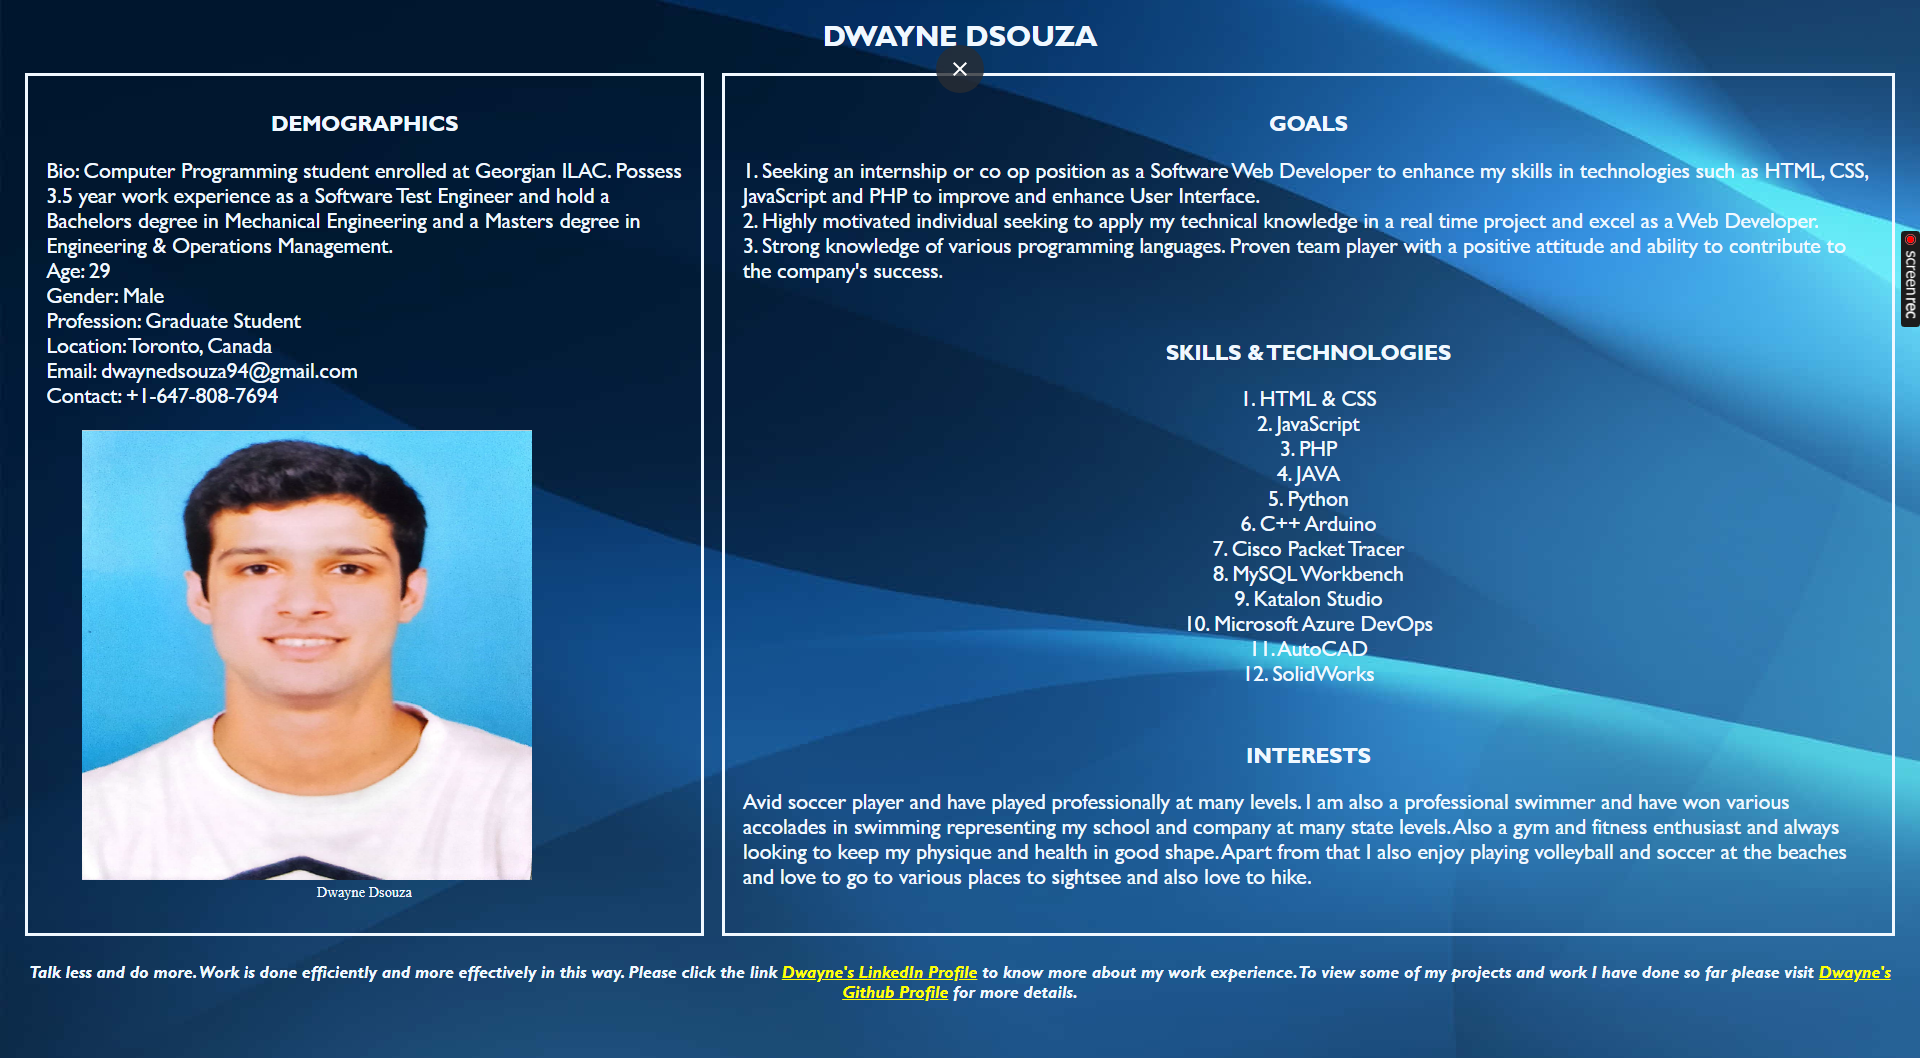 DWAYNE DSOUZA
DEMOGRAPHICS
Bio: Computer Programming student enrolled at Georgian ILAC. Possess
3.5 year work experience as a Software Test Engineer and hold a
Bachelors degree in Mechanical Engineering and a Masters degree in
Engineering & Operations Management.
Age: 29
Gender: Male
Profession: Graduate Student
Location: Toronto, Canada
Email: dwaynedsouza94@gmail.com
Contact: +1-647-808-7694
Dwayne Dsouza
GOALS
1. Seeking an internship or co op position as a Software Web Developer to enhance my skills in technologies such as HTML, CSS,
JavaScript and PHP to improve and enhance User Interface.
2. Highly motivated individual seeking to apply my technical knowledge in a real time project and excel as a Web Developer.
3. Strong knowledge of various programming languages. Proven team player with a positive attitude and ability to contribute to
the company's success.
SKILLS & TECHNOLOGIES
1. HTML & CSS
2. JavaScript
3. PHP
4. JAVA
5. Python
6. C++ Arduino
7. Cisco Packet Tracer
8. MySQL Workbench
9. Katalon Studio
10. Microsoft Azure DevOps
11. AutoCAD
12. SolidWorks
INTERESTS
Avid soccer player and have played professionally at many levels. I am also a professional swimmer and have won various
accolades in swimming representing my school and company at many state levels. Also a gym and fitness enthusiast and always
looking to keep my physique and health in good shape. Apart from that I also enjoy playing volleyball and soccer at the beaches
and love to go to various places to sightsee and also love to hike.
screenrec
Talk less and do more. Work is done efficiently and more effectively in this way. Please click the link Dwayne's LinkedIn Profile to know more about my work experience. To view some of my projects and work I have done so far please visit Dwayne's
Github Profile for more details.